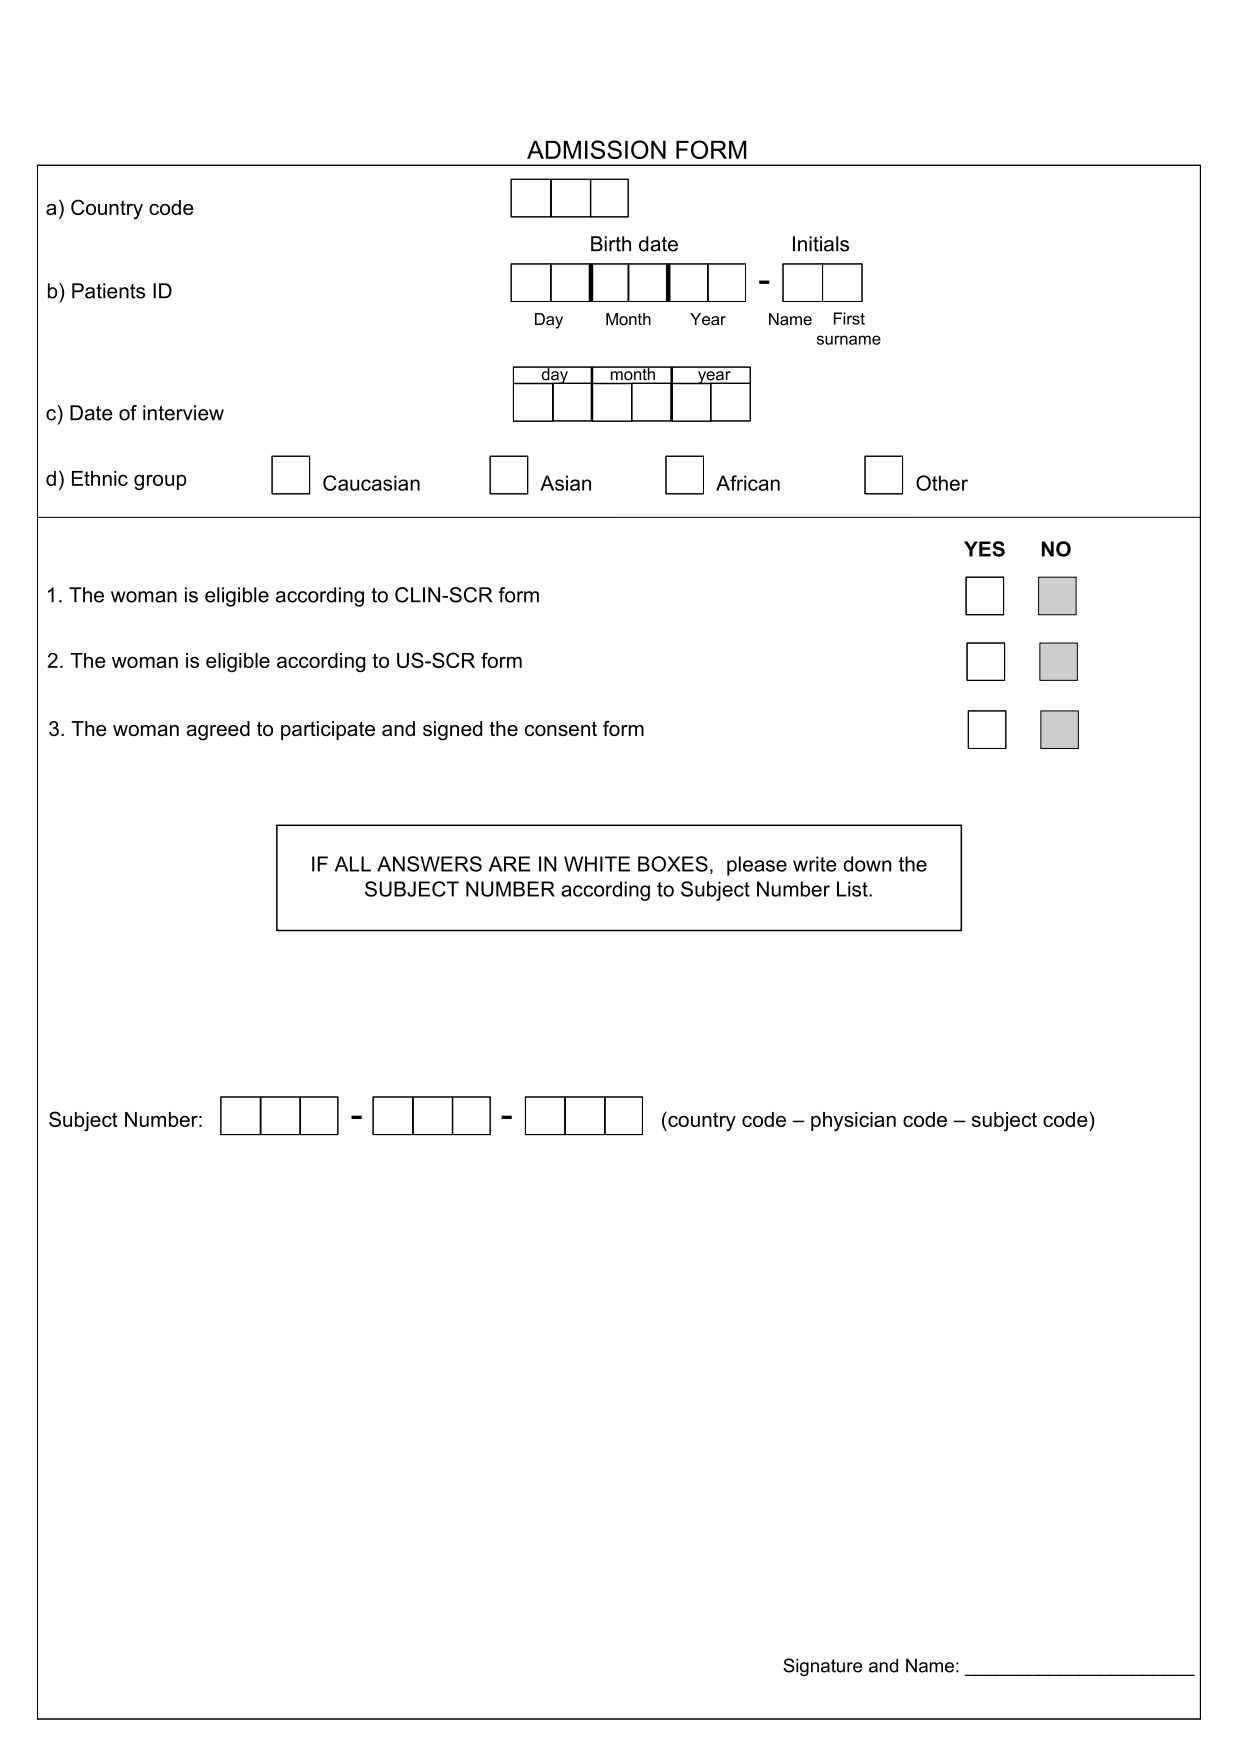 ADMISSION FORM
a) Country code
Birth date Initials
b) Patients ID -
Day Month Year Name First
surname
day month year
c) Date of interview
d) Ethnic group Caucasian Asian African Other
YES NO
1. The woman is eligible according to CLIN-SCR form
2. The woman is eligible according to US-SCR form
3. The woman agreed to participate and signed the consent form
IF ALL ANSWERS ARE IN WHITE BOXES, please write down the
SUBJECT NUMBER according to Subject Number List.
Subject Number: - - (country code – physician code – subject code)
Signature and Name: ______________________